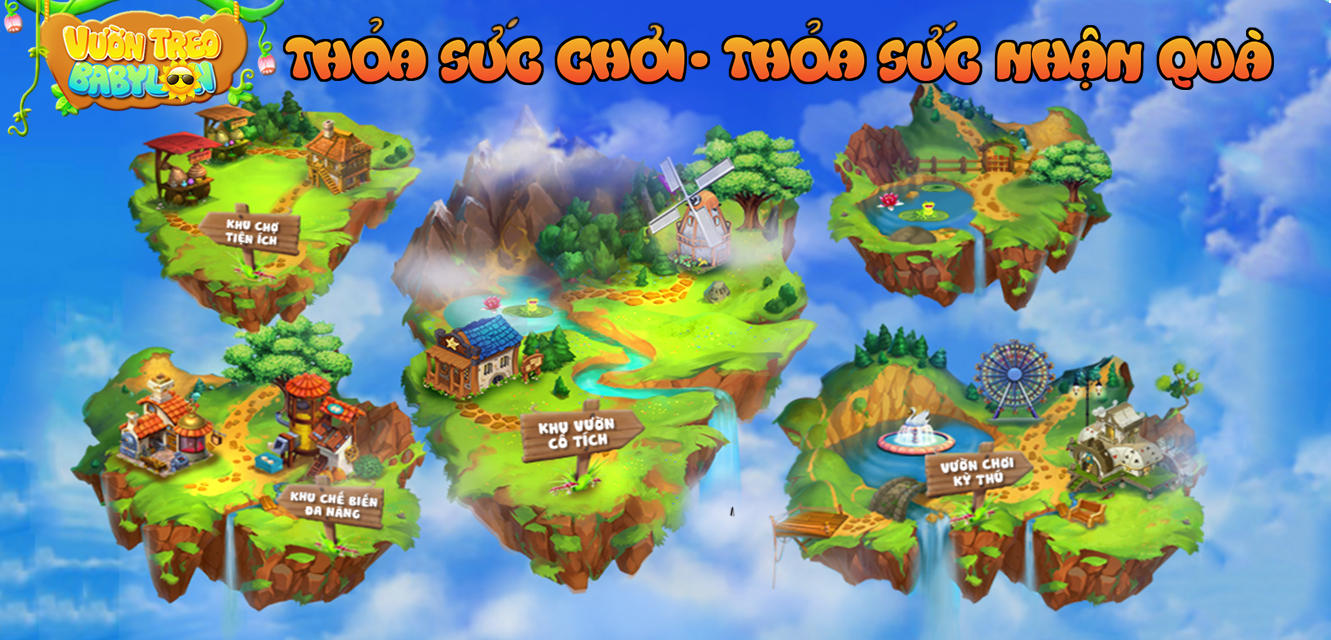 VƯỜN TREO
BABYLON
THỎA SỨC CHƠI - THỎA SỨC NHẬN QUÀ
KHU CHỢ
TIỆN ÍCH
KHU VƯỜN
CỔ TÍCH
VƯỜN CHƠI
KỲ THÚ
KHU CHẾ BIẾN
ĐA NĂNG